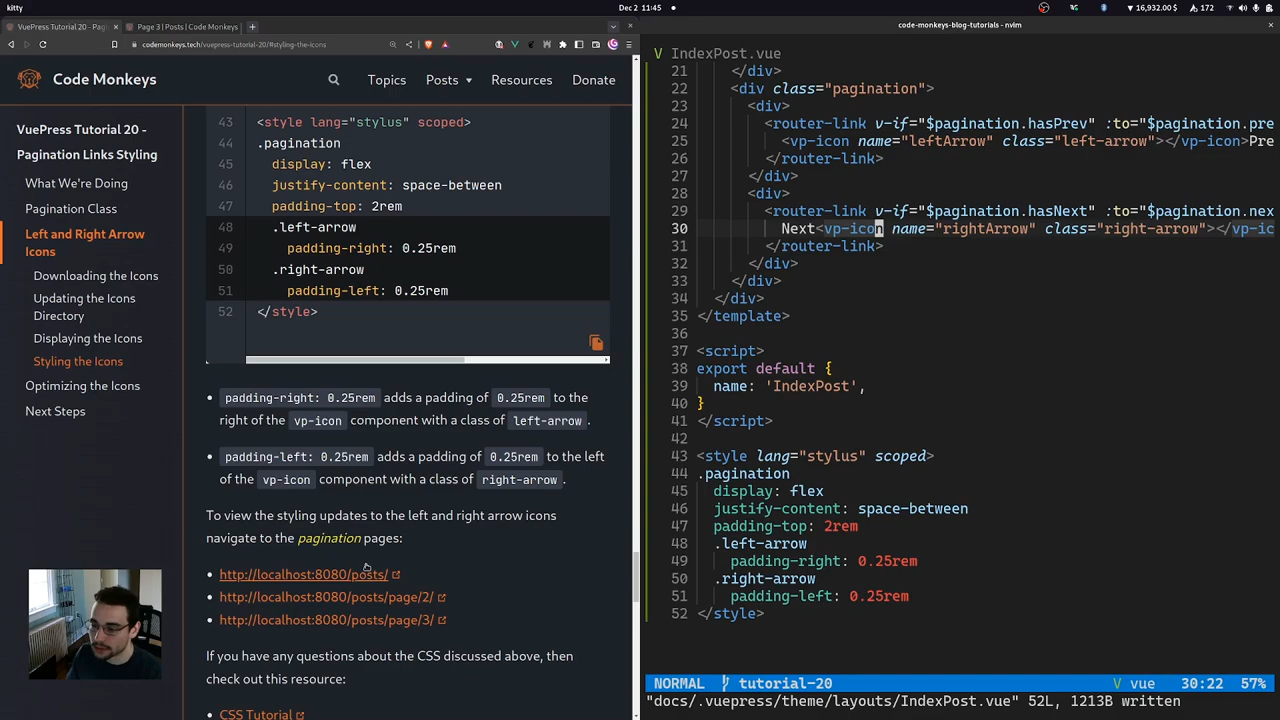 kitty
Dec 2 11:45
16,932.00
172
VuePress Tutorial 20 - Pagi
Page 3 | Posts | Code Monkeys
codemonkeys.tech/vuepress-tutorial-20/#styling-the-icons
Code Monkeys
Topics
Posts
Resources
Donate
VuePress Tutorial 20 -
Pagination Links Styling
What We're Doing
Pagination Class
Left and Right Arrow
Icons
Downloading the Icons
Updating the Icons
Directory
Displaying the Icons
Styling the Icons
Optimizing the Icons
Next Steps
43 <style lang="stylus" scoped>
44 .pagination
45 display: flex
46 justify-content: space-between
47 padding-top: 2rem
48 .left-arrow
49 padding-right: 0.25rem
50 .right-arrow
51 padding-left: 0.25rem
52 </style>
• padding-right: 0.25rem adds a padding of 0.25rem to the
right of the vp-icon component with a class of left-arrow.
• padding-left: 0.25rem adds a padding of 0.25rem to the left
of the vp-icon component with a class of right-arrow.
To view the styling updates to the left and right arrow icons
navigate to the pagination pages:
• http://localhost:8080/posts/
• http://localhost:8080/posts/page/2/
• http://localhost:8080/posts/page/3/
If you have any questions about the CSS discussed above, then
check out this resource:
CSS Tutorial
code-monkeys-blog-tutorials - nvim
V IndexPost.vue
21 </div>
22 <div class="pagination">
23 <div>
24 <router-link v-if="$pagination.hasPrev" :to="$pagination.pre
25 <vp-icon name="leftArrow" class="left-arrow"></vp-icon>Pre
26 </router-link>
27 </div>
28 <div>
29 <router-link v-if="$pagination.hasNext" :to="$pagination.nex
30 Next<vp-icon name="rightArrow" class="right-arrow"></vp-ic
31 </router-link>
32 </div>
33 </div>
34 </div>
35 </template>
36
37 <script>
38 export default {
39 name: 'IndexPost',
40 }
41 </script>
42
43 <style lang="stylus" scoped>
44 .pagination
45 display: flex
46 justify-content: space-between
47 padding-top: 2rem
48 .left-arrow
49 padding-right: 0.25rem
50 .right-arrow
51 padding-left: 0.25rem
52 </style>
NORMAL tutorial-20 V vue 30:22 57%
"docs/.vuepress/theme/layouts/IndexPost.vue" 52L, 1213B written